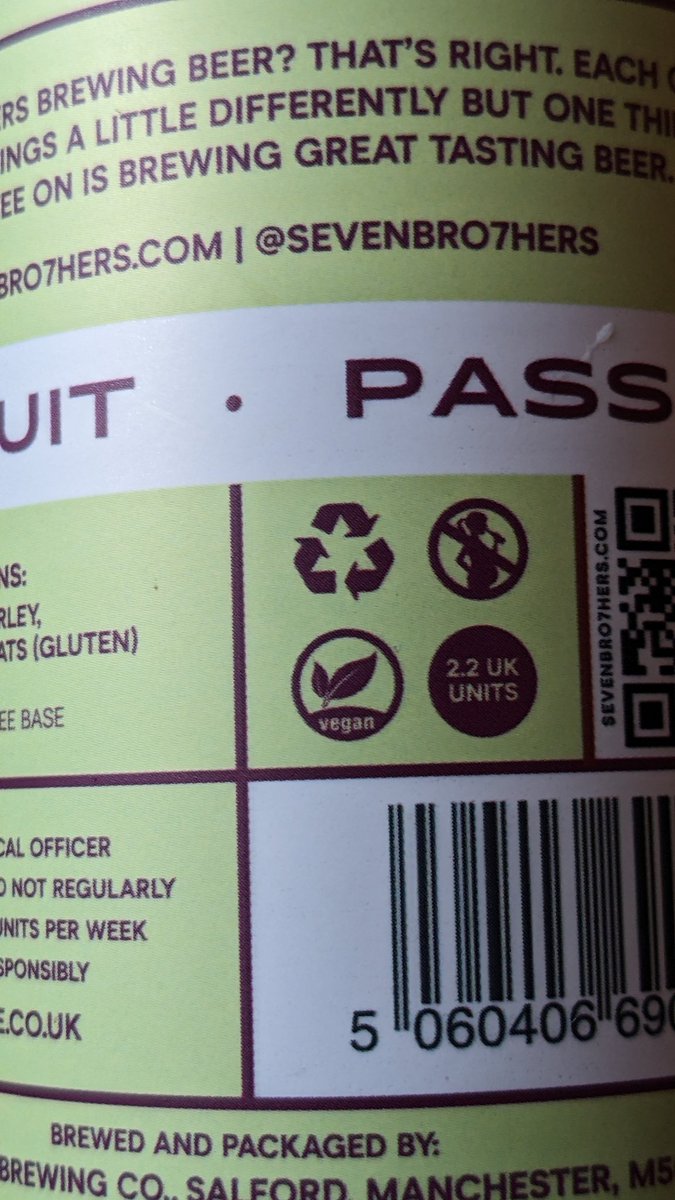 RS BREWING BEER? THAT'S RIGHT. EACH
INGS A LITTLE DIFFERENTLY BUT ONE THI
EE ON IS BREWING GREAT TASTING BEER.
BRO7HERS.COM | @SEVENBRO7HERS
UIT · PASS
NS:
RLEY,
ATS (GLUTEN)
EE BASE
vegan
2.2 UK
UNITS
SEVENBRO7HERS.COM
CAL OFFICER
O NOT REGULARLY
UNITS PER WEEK
SPONSIBLY
E.CO.UK
5 060406 690
BREWED AND PACKAGED BY:
BREWING CO., SALFORD, MANCHESTER, M5